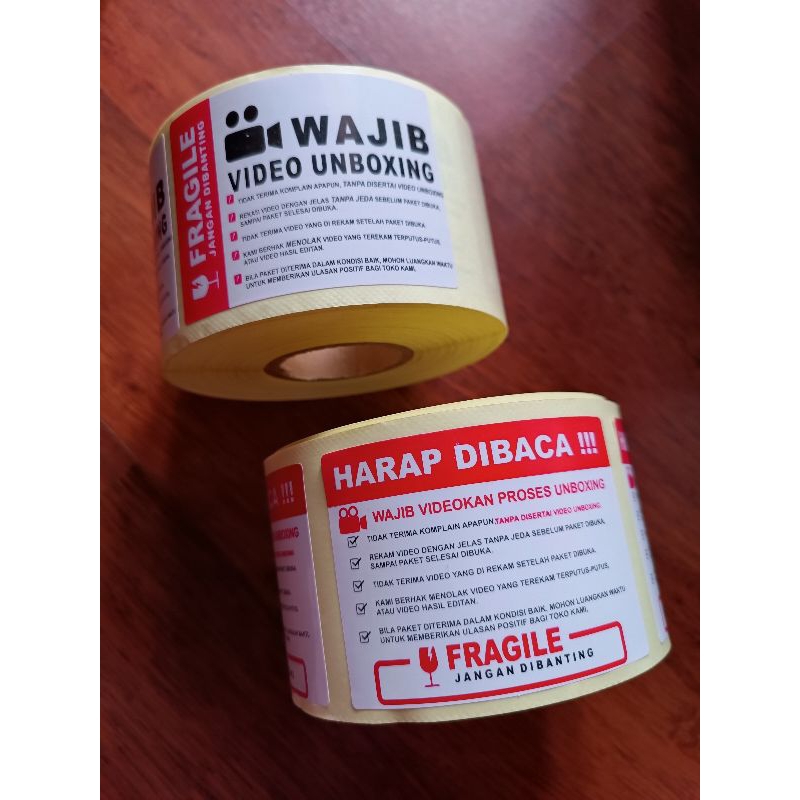 FRAGILE
JANGAN DIBANTING
WAJIB
VIDEO UNBOXING
TIDAK TERIMA KOMPLAIN APAPUN, TANPA DISERTAI VIDEO UNBOXING
REKAM VIDEO DENGAN JELAS TANPA JEDA SEBELUM PAKET DIBUKA,
SAMPAI PAKET SELESAI DIBUKA.
TIDAK TERIMA VIDEO YANG DI REKAM SETELAH PAKET DIBUKA.
KAMI BERHAK MENOLAK VIDEO YANG TEREKAM TERPUTUS-PUTUS,
ATAU VIDEO HASIL EDITAN.
BILA PAKET DITERIMA DALAM KONDISI BAIK, MOHON LUANGKAN WAKTU
UNTUK MEMBERIKAN ULASAN POSITIF BAGI TOKO KAMI.
CA !!!
HARAP DIBACA !!!
WAJIB VIDEOKAN PROSES UNBOXING
TIDAK TERIMA KOMPLAIN APAPUN,TANPA DISERTAI VIDEO UNBOXING.
REKAM VIDEO DENGAN JELAS TANPA JEDA SEBELUM PAKET DIBUKA,
SAMPAI PAKET SELESAI DIBUKA.
TIDAK TERIMA VIDEO YANG DI REKAM SETELAH PAKET DIBUKA.
KAMI BERHAK MENOLAK VIDEO YANG TEREKAM TERPUTUS-PUTUS,
ATAU VIDEO HASIL EDITAN.
BILA PAKET DITERIMA DALAM KONDISI BAIK, MOHON LUANGKAN WAKTU
UNTUK MEMBERIKAN ULASAN POSITIF BAGI TOKO KAMI.
FRAGILE
JANGAN DIBANTING